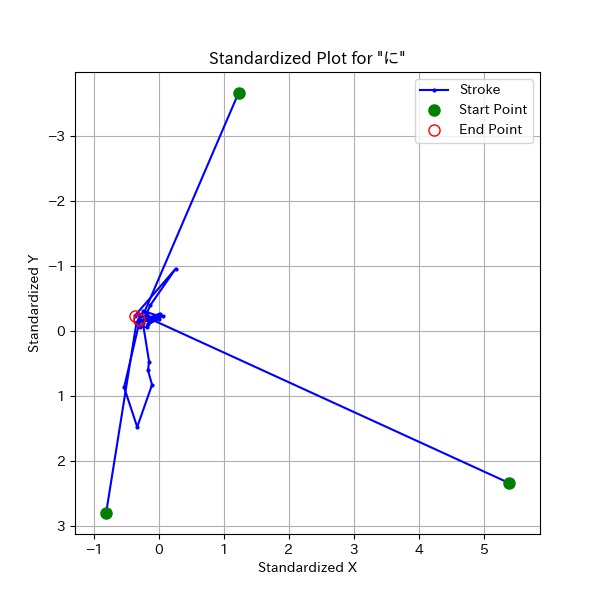 Standardized Plot for "に"
Stroke
Start Point
End Point
−3
−2
−1
0
1
2
3
Standardized Y
−1 0 1 2 3 4 5
Standardized X